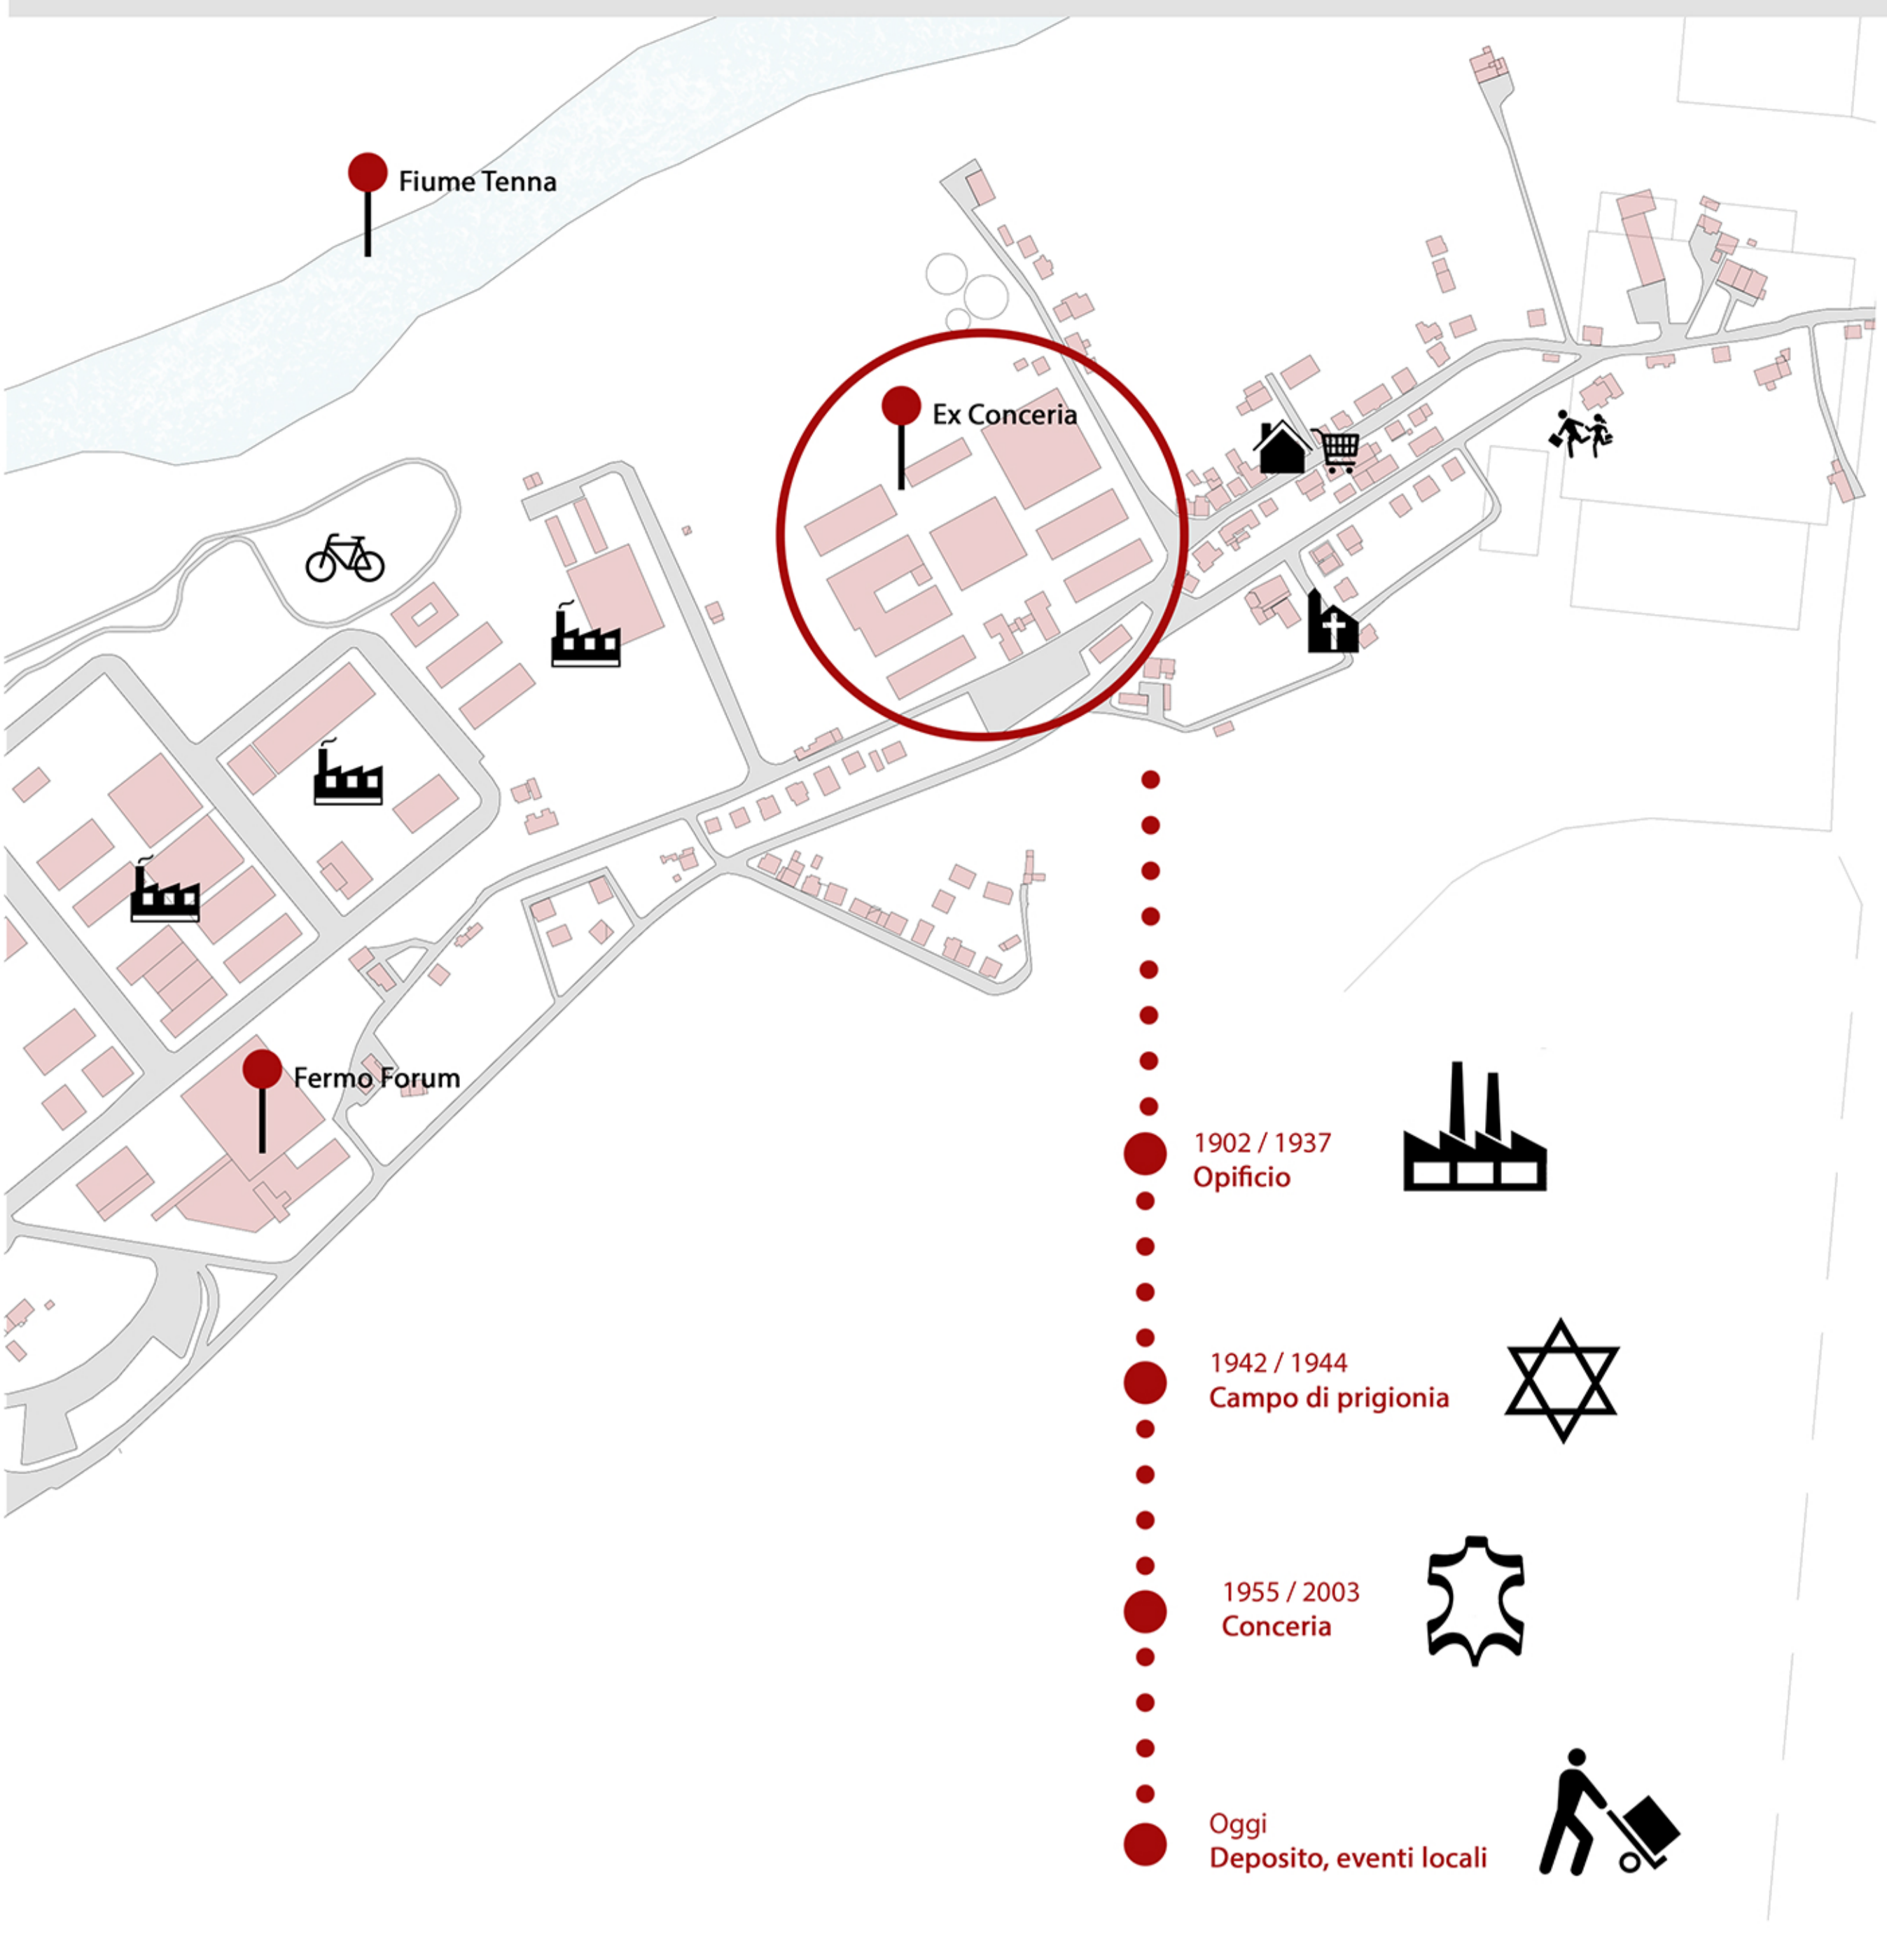 Fiume Tenna
Ex Conceria
Fermo Forum
1902 / 1937
Opificio
1942 / 1944
Campo di prigionia
1955 / 2003
Conceria
Oggi
Deposito, eventi locali